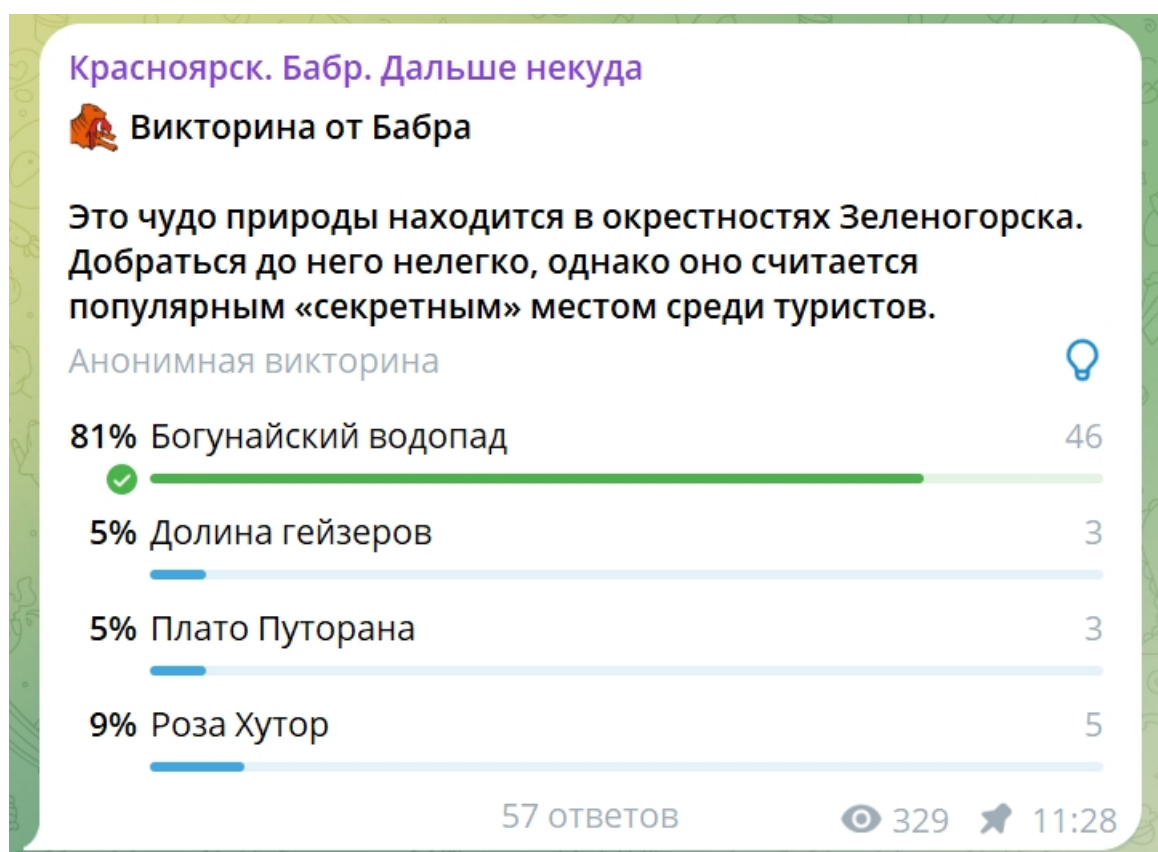 Красноярск. Бабр. Дальше некуда
Викторина от Бабра
Это чудо природы находится в окрестностях Зеленогорска.
Добраться до него нелегко, однако оно считается
популярным «секретным» местом среди туристов.
Анонимная викторина
81% Богунайский водопад 46
5% Долина гейзеров 3
5% Плато Путорана 3
9% Роза Хутор 5
57 ответов 329 11:28